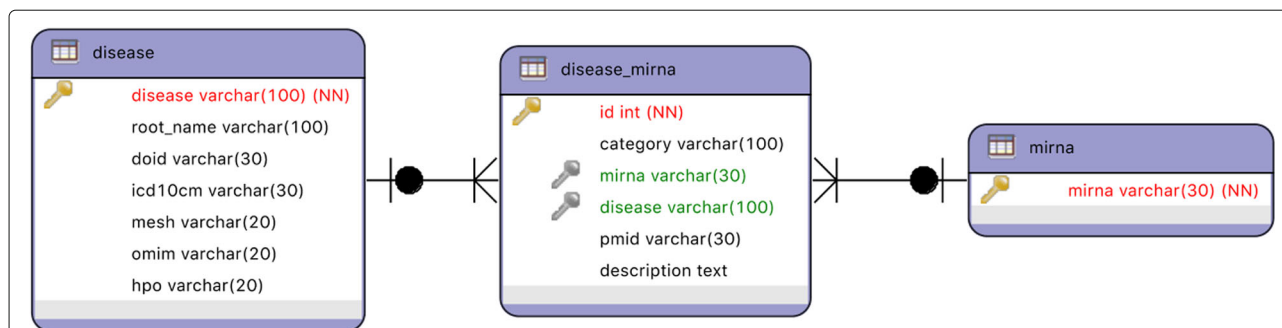 disease
disease varchar(100) (NN)
root_name varchar(100)
doid varchar(30)
icd10cm varchar(30)
mesh varchar(20)
omim varchar(20)
hpo varchar(20)
disease_mirna
id int (NN)
category varchar(100)
mirna varchar(30)
disease varchar(100)
pmid varchar(30)
description text
mirna
mirna varchar(30) (NN)